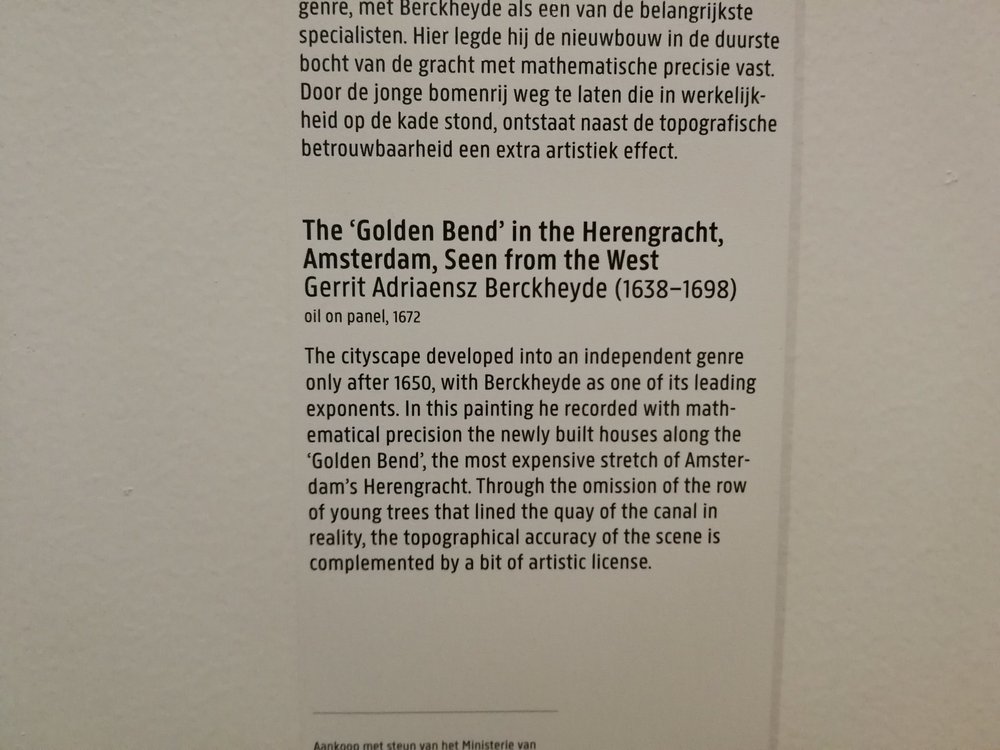 genre, met Berckheyde als een van de belangrijkste
specialisten. Hier legde hij de nieuwbouw in de duurste
bocht van de gracht met mathematische precisie vast.
Door de jonge bomenrij weg te laten die in werkelijk-
heid op de kade stond, ontstaat naast de topografische
betrouwbaarheid een extra artistiek effect.
The ‘Golden Bend’ in the Herengracht,
Amsterdam, Seen from the West
Gerrit Adriaensz Berckheyde (1638–1698)
oil on panel, 1672
The cityscape developed into an independent genre
only after 1650, with Berckheyde as one of its leading
exponents. In this painting he recorded with math-
ematical precision the newly built houses along the
‘Golden Bend’, the most expensive stretch of Amster-
dam’s Herengracht. Through the omission of the row
of young trees that lined the quay of the canal in
reality, the topographical accuracy of the scene is
complemented by a bit of artistic license.
Aankoop met steun van het Ministerie van